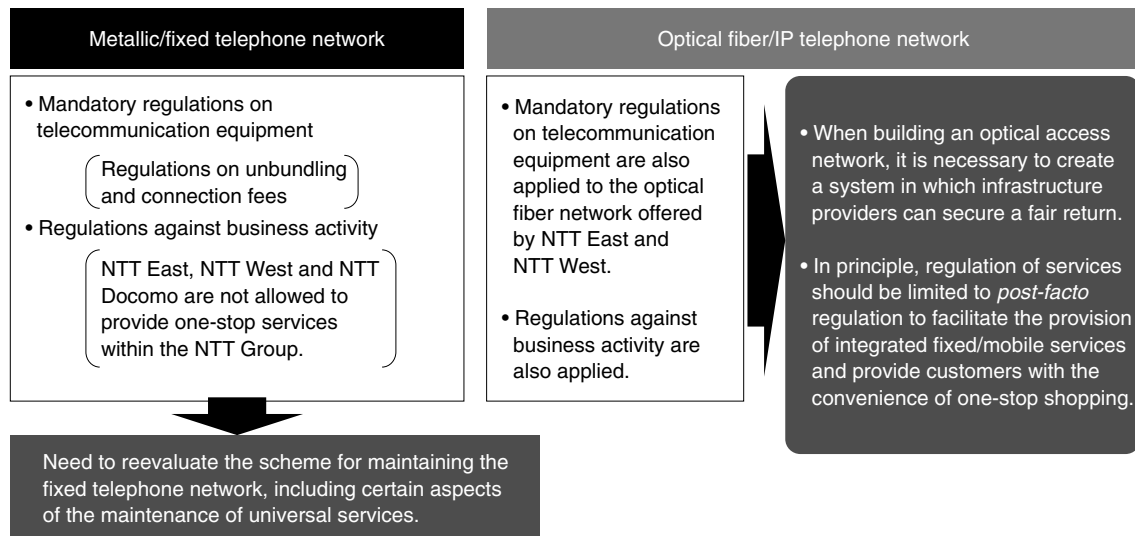 Metallic/fixed telephone network
• Mandatory regulations on
telecommunication equipment
Regulations on unbundling
and connection fees
• Regulations against business activity
NTT East, NTT West and NTT
Docomo are not allowed to
provide one-stop services
within the NTT Group.
Need to reevaluate the scheme for maintaining the
fixed telephone network, including certain aspects
of the maintenance of universal services.
Optical fiber/IP telephone network
• Mandatory regulations
on telecommunication
equipment are also
applied to the optical
fiber network offered
by NTT East and
NTT West.
• Regulations against
business activity are
also applied.
• When building an optical access
network, it is necessary to create
a system in which infrastructure
providers can secure a fair return.
• In principle, regulation of services
should be limited to post-facto
regulation to facilitate the provision
of integrated fixed/mobile services
and provide customers with the
convenience of one-stop shopping.